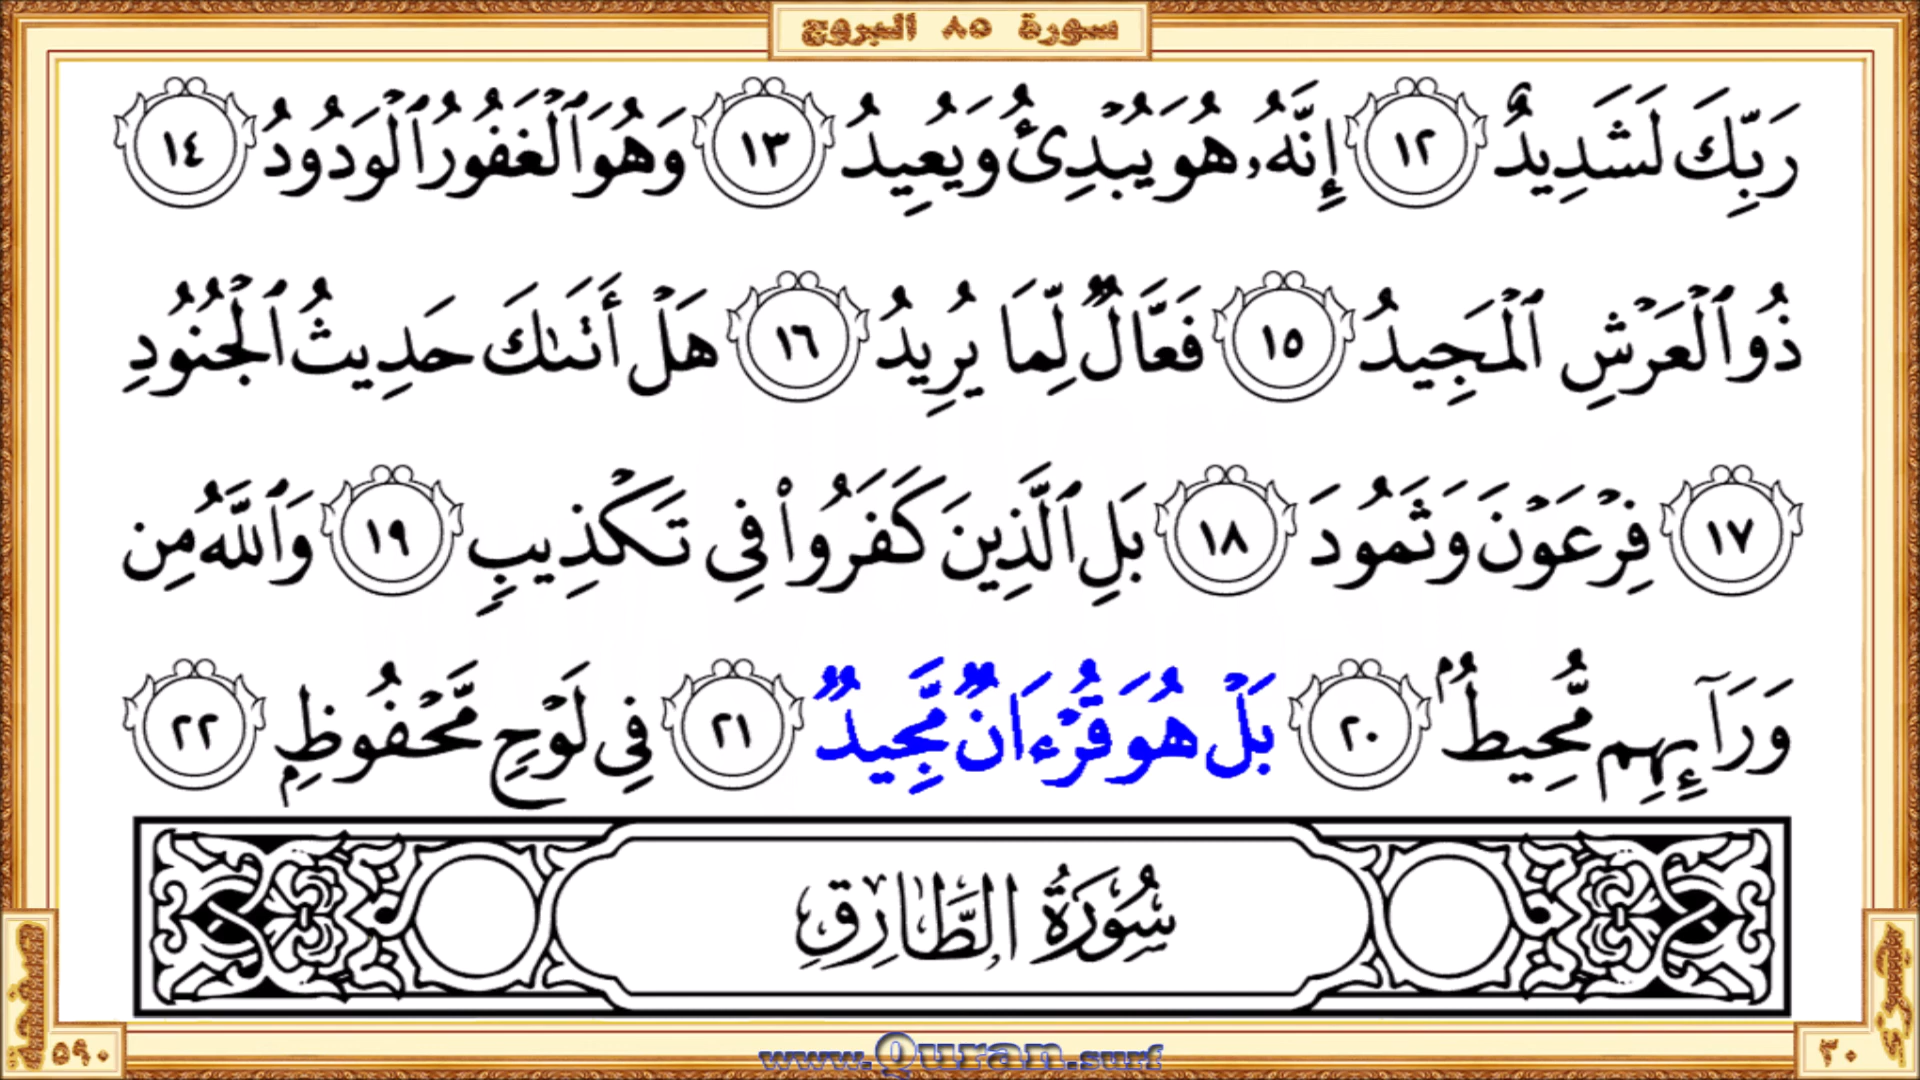 سورة ٨٥ البروج
رَبِّكَ لَشَدِيدٌ ١٢ إِنَّهُۥ هُوَ يُبۡدِئُ وَيُعِيدُ ١٣ وَهُوَ ٱلۡغَفُورُ ٱلۡوَدُودُ ١٤
ذُو ٱلۡعَرۡشِ ٱلۡمَجِيدُ ١٥ فَعَّالٞ لِّمَا يُرِيدُ ١٦ هَلۡ أَتَىٰكَ حَدِيثُ ٱلۡجُنُودِ
١٧ فِرۡعَوۡنَ وَثَمُودَ ١٨ بَلِ ٱلَّذِينَ كَفَرُواْ فِي تَكۡذِيبٖ ١٩ وَٱللَّهُ مِن
وَرَآئِهِم مُّحِيطُۢ ٢٠ بَلۡ هُوَ قُرۡءَانٞ مَّجِيدٞ ٢١ فِي لَوۡحٖ مَّحۡفُوظِۭ ٢٢
سُورَةُ الطَّارِقِ
صفحة ٥٩٠
www.Quran.surf
٣٠